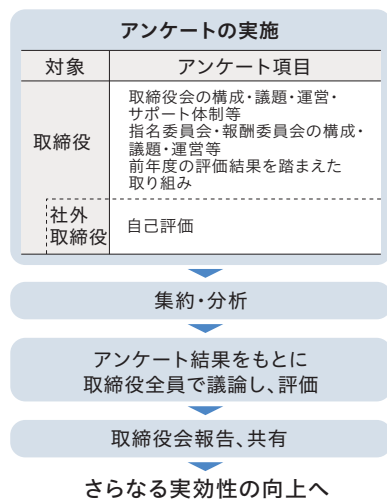 アンケートの実施
対象 アンケート項目
取締役
取締役会の構成・議題・運営・
サポート体制等
指名委員会・報酬委員会の構成・
議題・運営等
前年度の評価結果を踏まえた
取り組み
社外
取締役
自己評価
集約・分析
アンケート結果をもとに
取締役全員で議論し、評価
取締役会報告、共有
さらなる実効性の向上へ